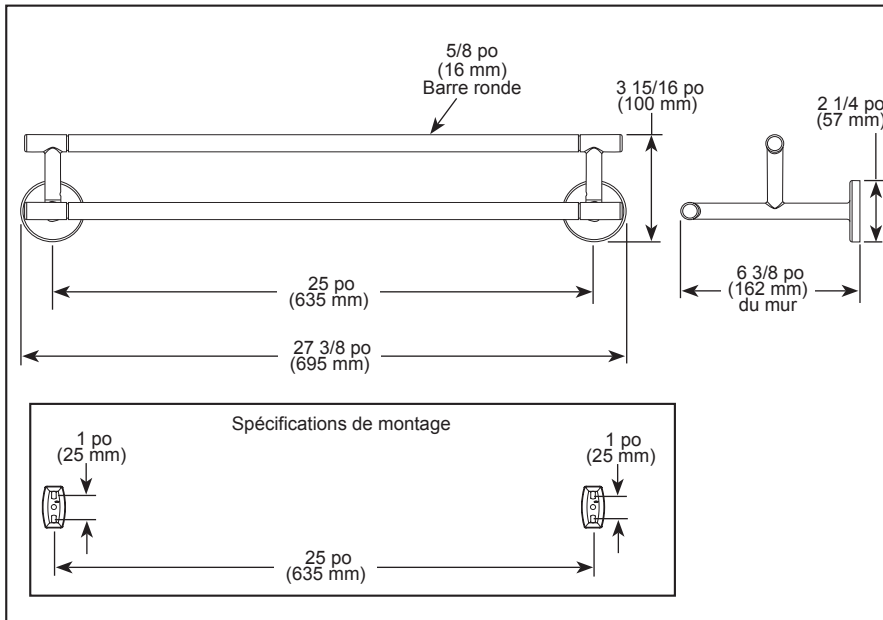 5/8 po
(16 mm)
Barre ronde
3 15/16 po
(100 mm)
2 1/4 po
(57 mm)
25 po
(635 mm)
6 3/8 po
(162 mm)
du mur
27 3/8 po
(695 mm)
Spécifications de montage
1 po
(25 mm)
1 po
(25 mm)
25 po
(635 mm)